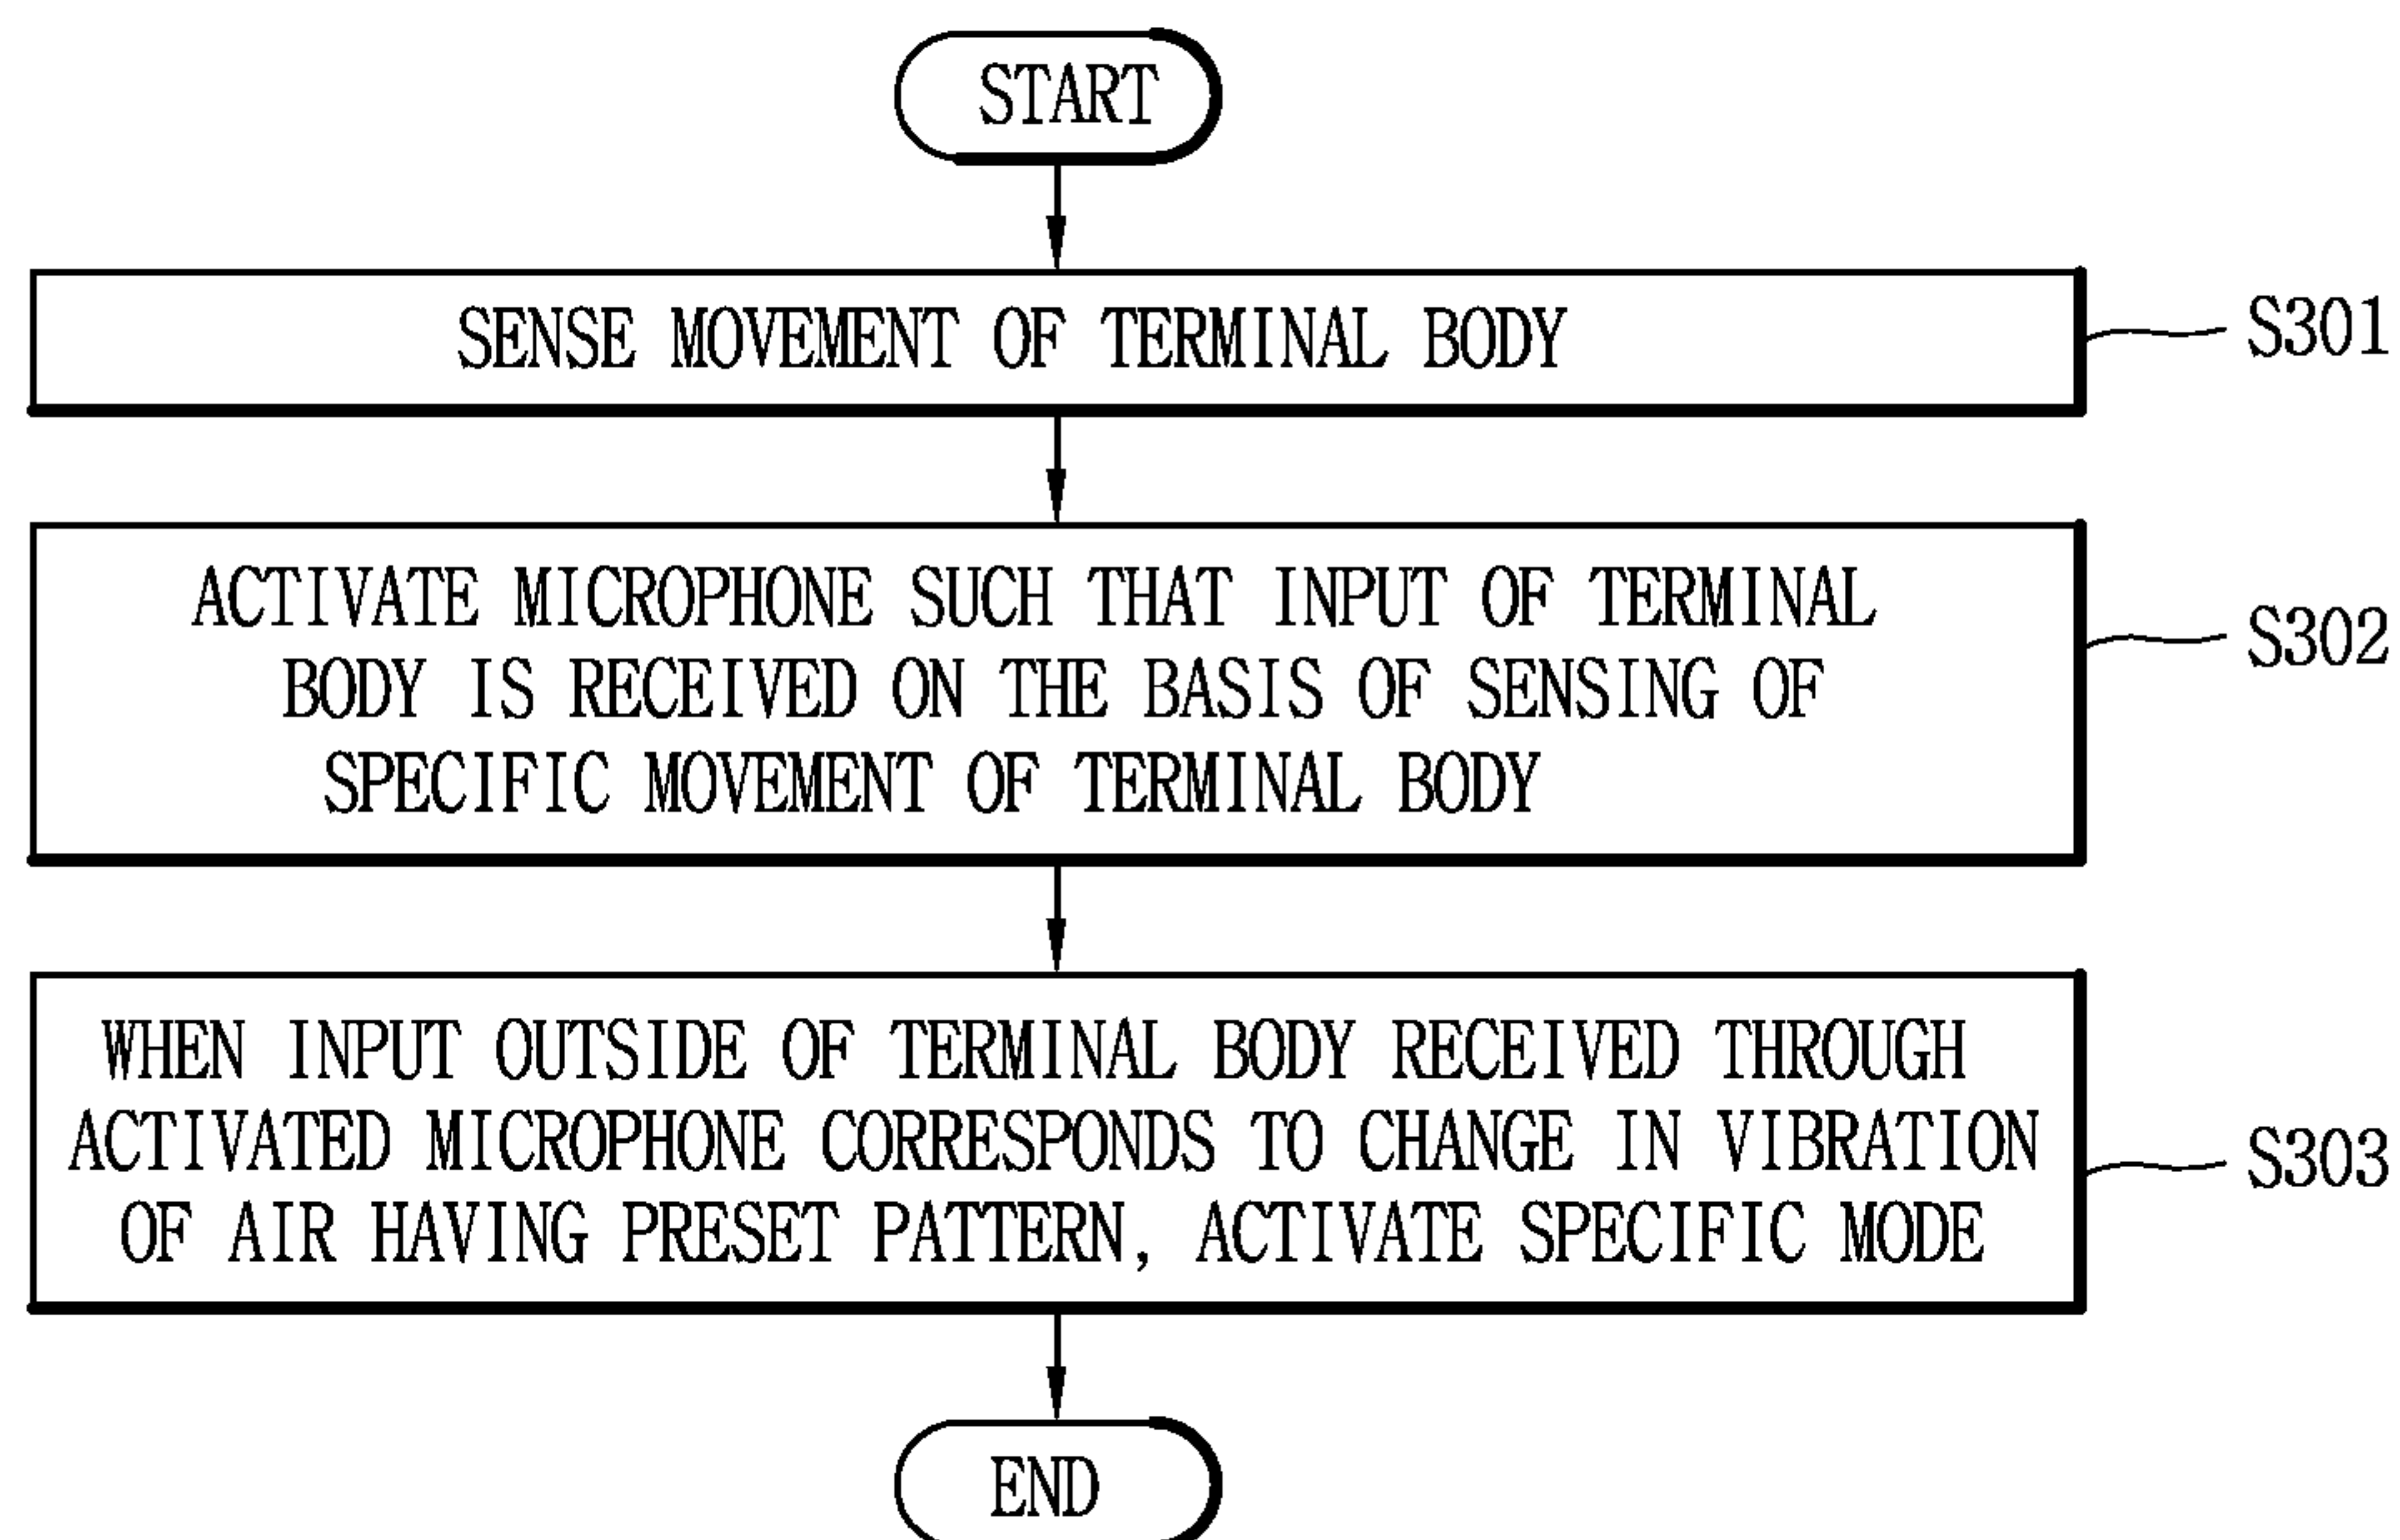 START
SENSE MOVEMENT OF TERMINAL BODY
S301
ACTIVATE MICROPHONE SUCH THAT INPUT OF TERMINAL
BODY IS RECEIVED ON THE BASIS OF SENSING OF
SPECIFIC MOVEMENT OF TERMINAL BODY
S302
WHEN INPUT OUTSIDE OF TERMINAL BODY RECEIVED THROUGH
ACTIVATED MICROPHONE CORRESPONDS TO CHANGE IN VIBRATION
OF AIR HAVING PRESET PATTERN, ACTIVATE SPECIFIC MODE
S303
END